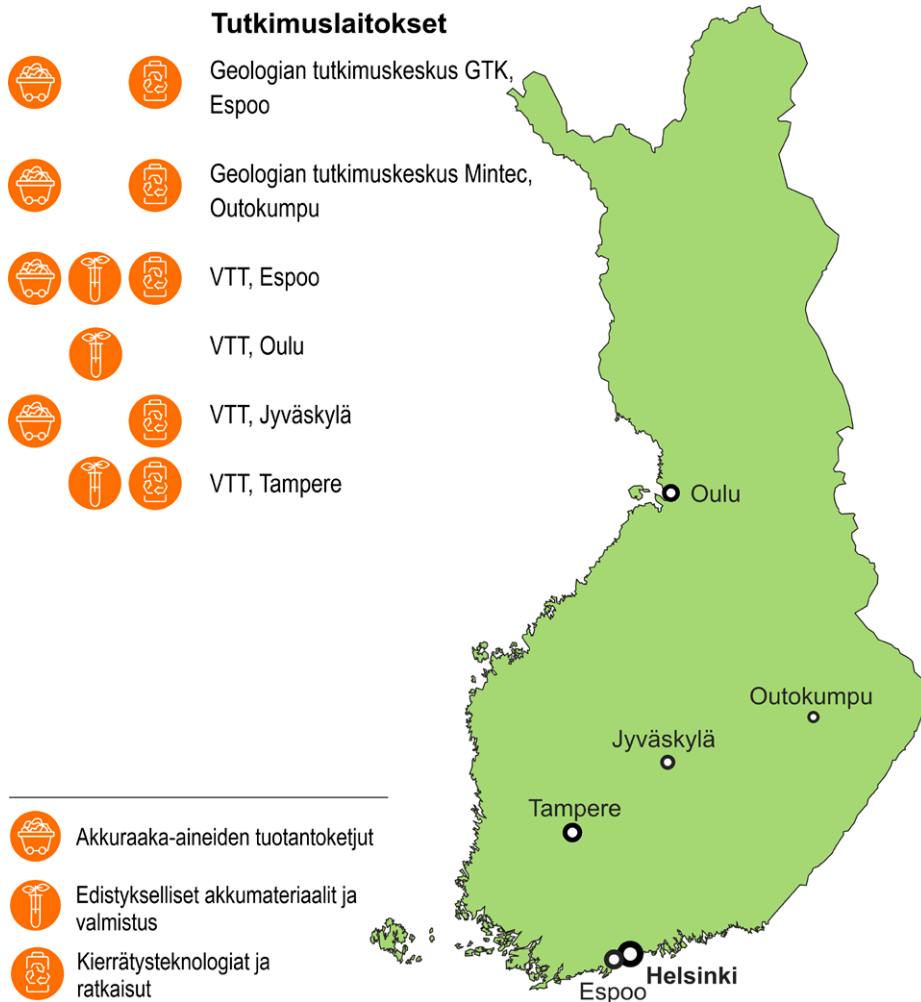 Tutkimuslaitokset
Geologian tutkimuskeskus GTK,
Espoo
Geologian tutkimuskeskus Mintec,
Outokumpu
VTT, Espoo
VTT, Oulu
VTT, Jyväskylä
VTT, Tampere
Akkuraaka-aineiden tuotantoketjut
Edistykselliset akkumateriaalit ja
valmistus
Kierrätysteknologiat ja
ratkaisut
Oulu
Outokumpu
Jyväskylä
Tampere
Helsinki
Espoo